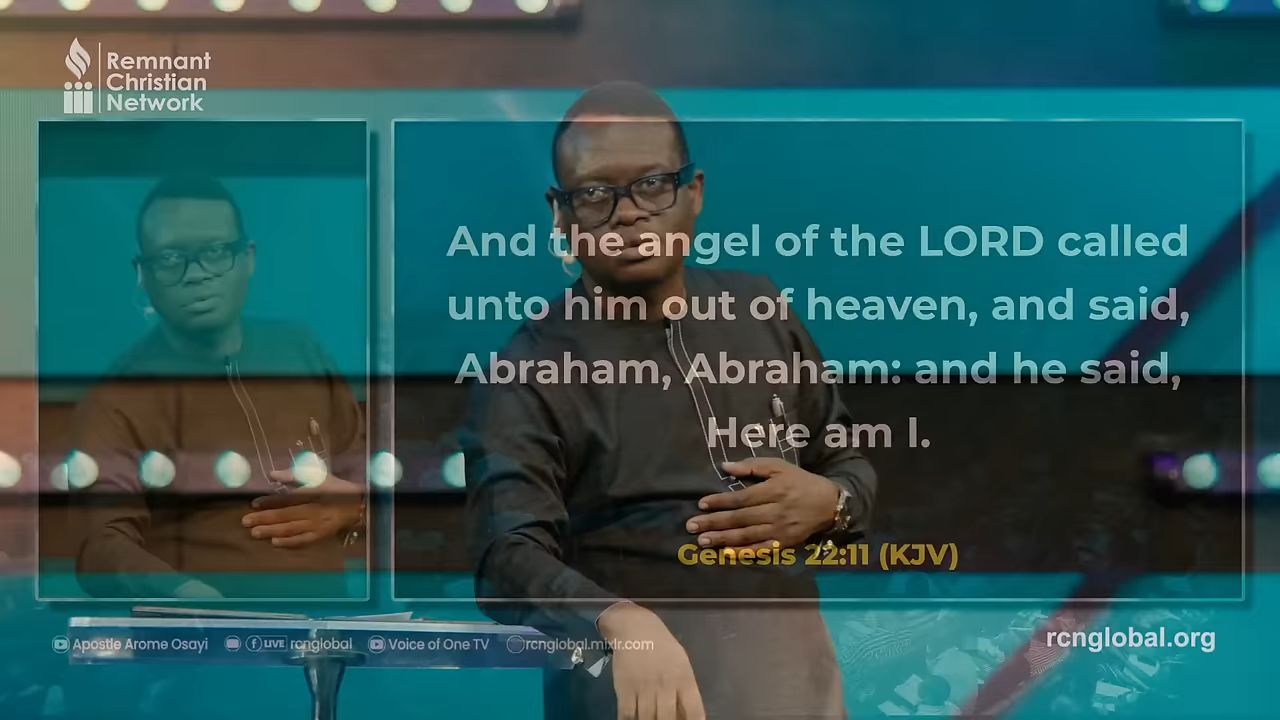 Remnant
Christian
Network
And the angel of the LORD called
unto him out of heaven, and said,
Abraham, Abraham: and he said,
Here am I.
Genesis 22:11 (KJV)
Apostle Arome Osayi
LIVE rcnglobal
Voice of One TV
rcnglobal.mixlr.com
rcnglobal.org